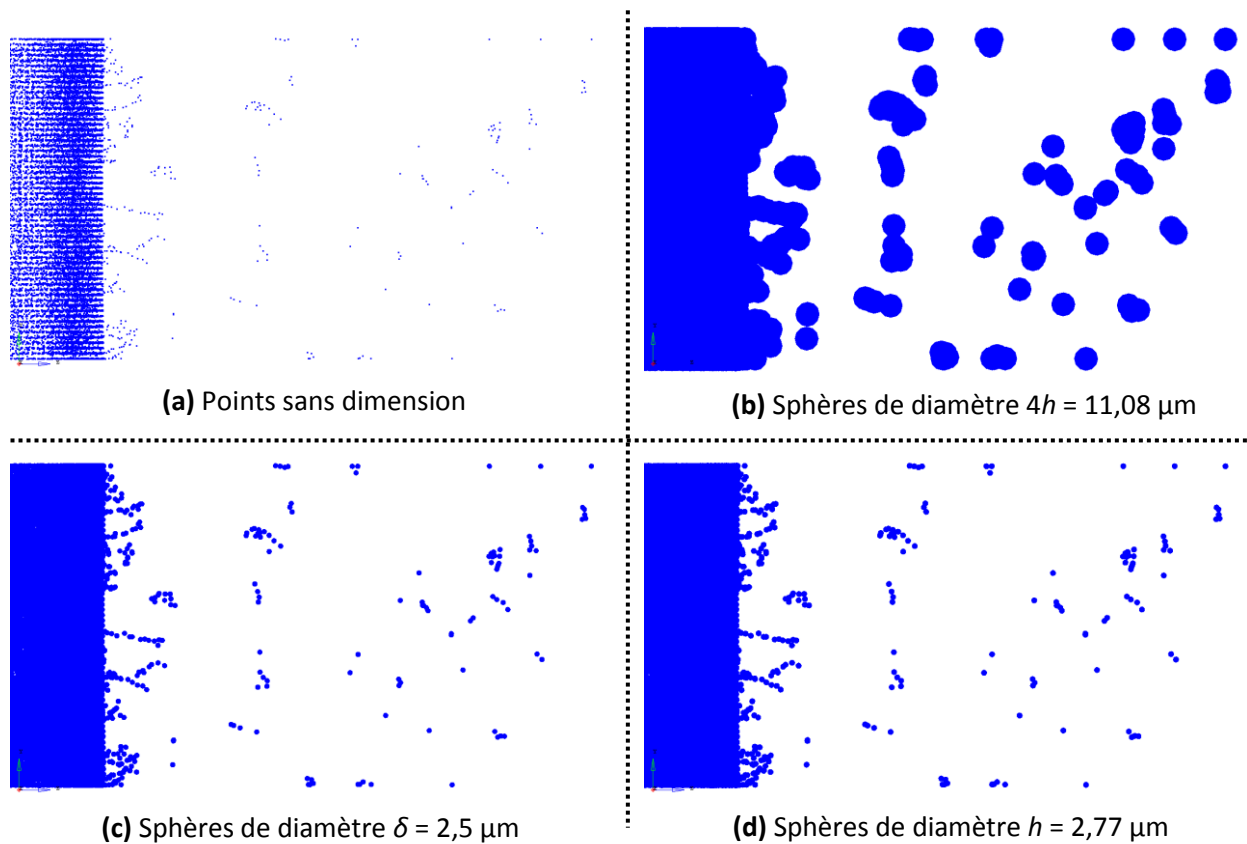 (a) Points sans dimension
(b) Sphères de diamètre 4h = 11,08 µm
(c) Sphères de diamètre δ = 2,5 µm
(d) Sphères de diamètre h = 2,77 µm